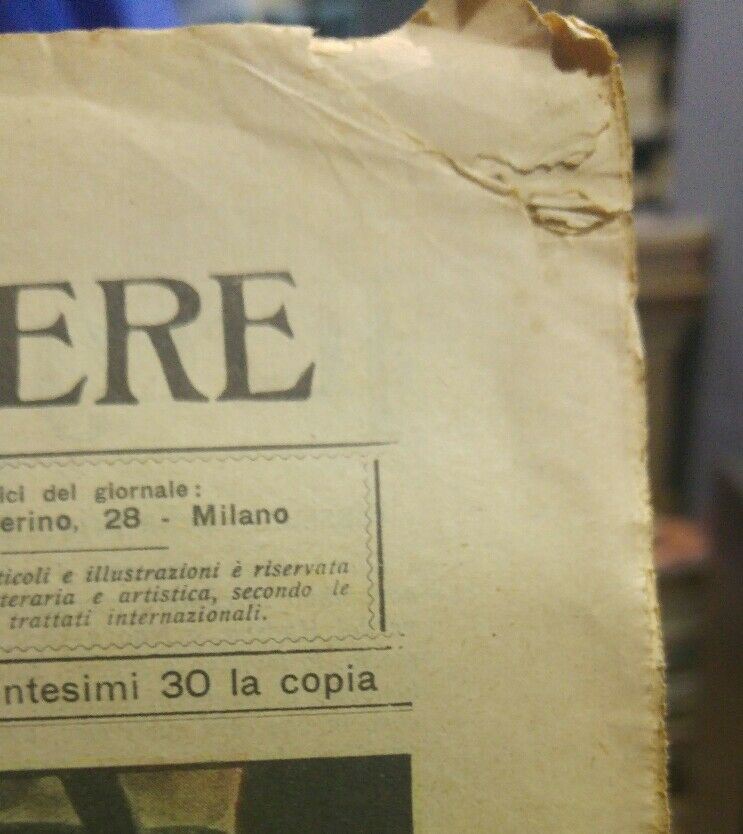 ERE
ici del giornale:
erino, 28 - Milano
ticoli e illustrazioni è riservata
tteraria e artistica, secondo le
trattati internazionali.
ntesimi 30 la copia